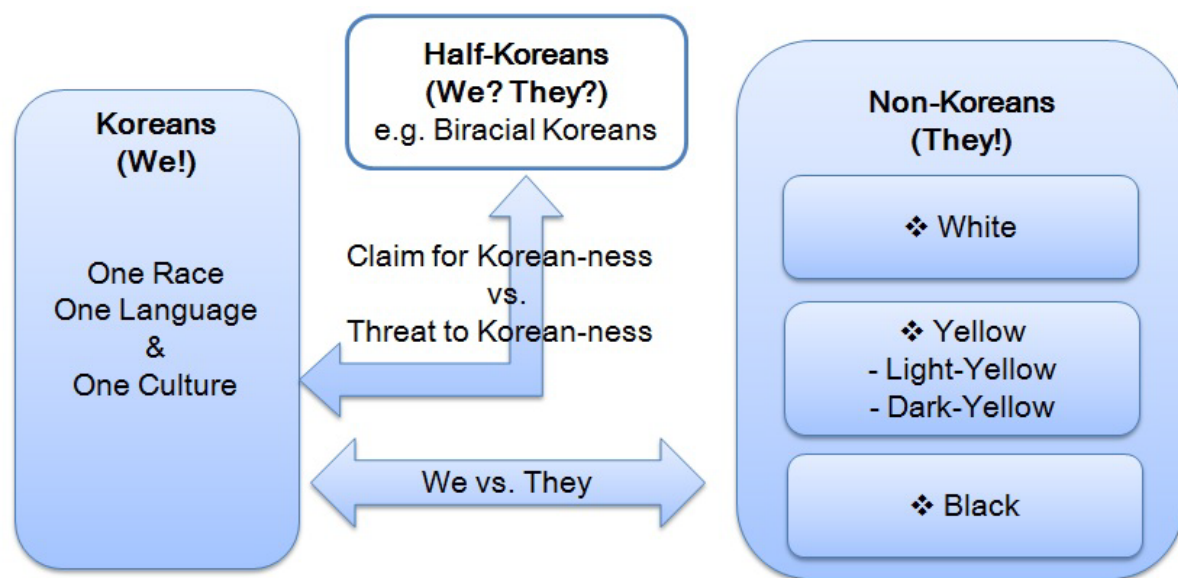 Koreans
(We!)
One Race
One Language
&
One Culture
Half-Koreans
(We? They?)
e.g. Biracial Koreans
Claim for Korean-ness
vs.
Threat to Korean-ness
We vs. They
Non-Koreans
(They!)
❖ White
❖ Yellow
- Light-Yellow
- Dark-Yellow
❖ Black